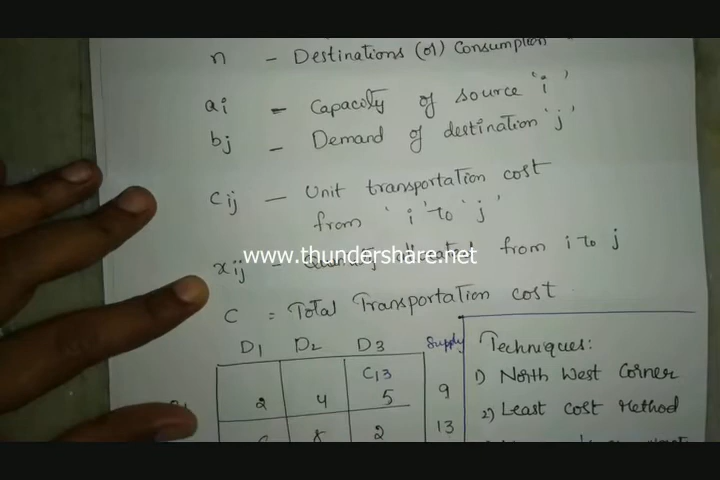 n - Destinations (or) Consumption
ai - Capacity of source 'i'
bj - Demand of destination 'j'
cij - Unit transportation cost
from 'i' to 'j'
www.thundershare.net
xij - from i to j
C = Total Transportation cost
D1 D2 D3 Supply
C13
2 4 5 9
2 13
Techniques:
1) North West Corner
2) Least cost Method